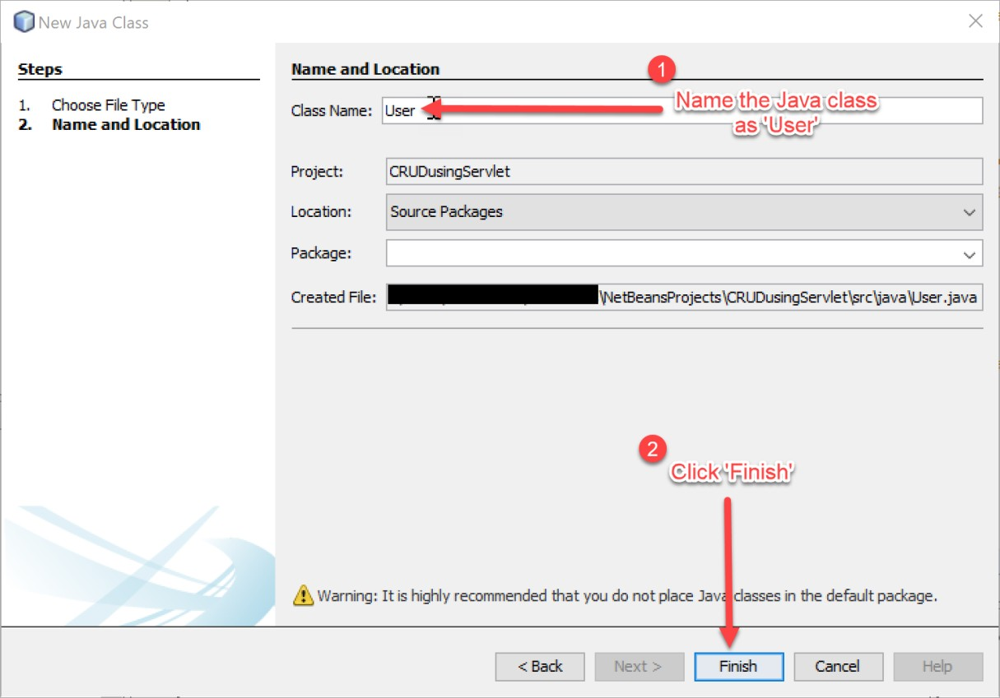 New Java Class
Steps
1. Choose File Type
2. Name and Location
Name and Location
1
Class Name: User
Name the Java class
as 'User'
Project: CRUDusingServlet
Location: Source Packages
Package:
Created File: \NetBeansProjects\CRUDusingServlet\src\java\User.java
2
Click 'Finish'
Warning: It is highly recommended that you do not place Java classes in the default package.
< Back Next > Finish Cancel Help